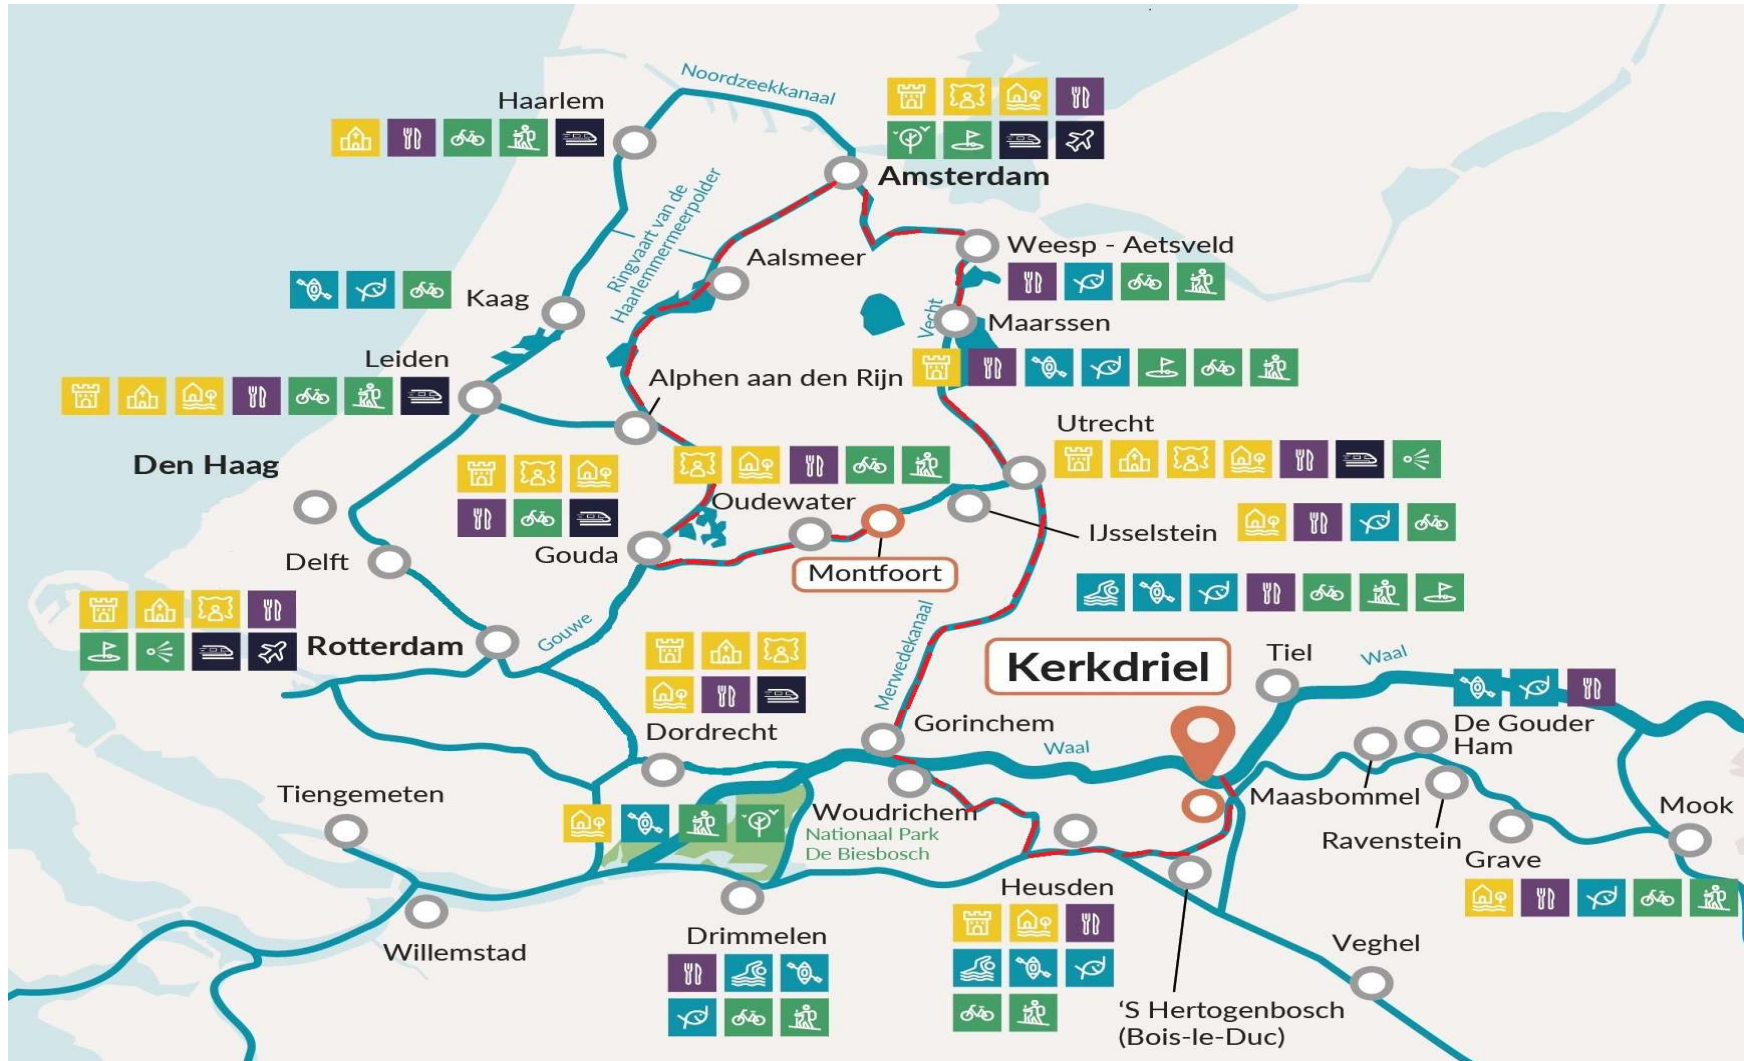 Noordzeekkanaal
Haarlem
Amsterdam
Ringvaart van de
Haarlemmermeerpolder
Aalsmeer
Weesp - Aetsveld
Kaag
Vecht
Maarssen
Leiden
Alphen aan den Rijn
Utrecht
Den Haag
Oudewater
IJsselstein
Delft
Gouda
Montfoort
Gouwe
Rotterdam
Merwedekanaal
Kerkdriel
Tiel
Waal
Dordrecht
Gorinchem
Waal
De Gouder
Ham
Tiengemeten
Woudrichem
Nationaal Park
De Biesbosch
Maasbommel
Ravenstein
Mook
Grave
Heusden
Willemstad
Drimmelen
Veghel
‘S Hertogenbosch
(Bois-le-Duc)